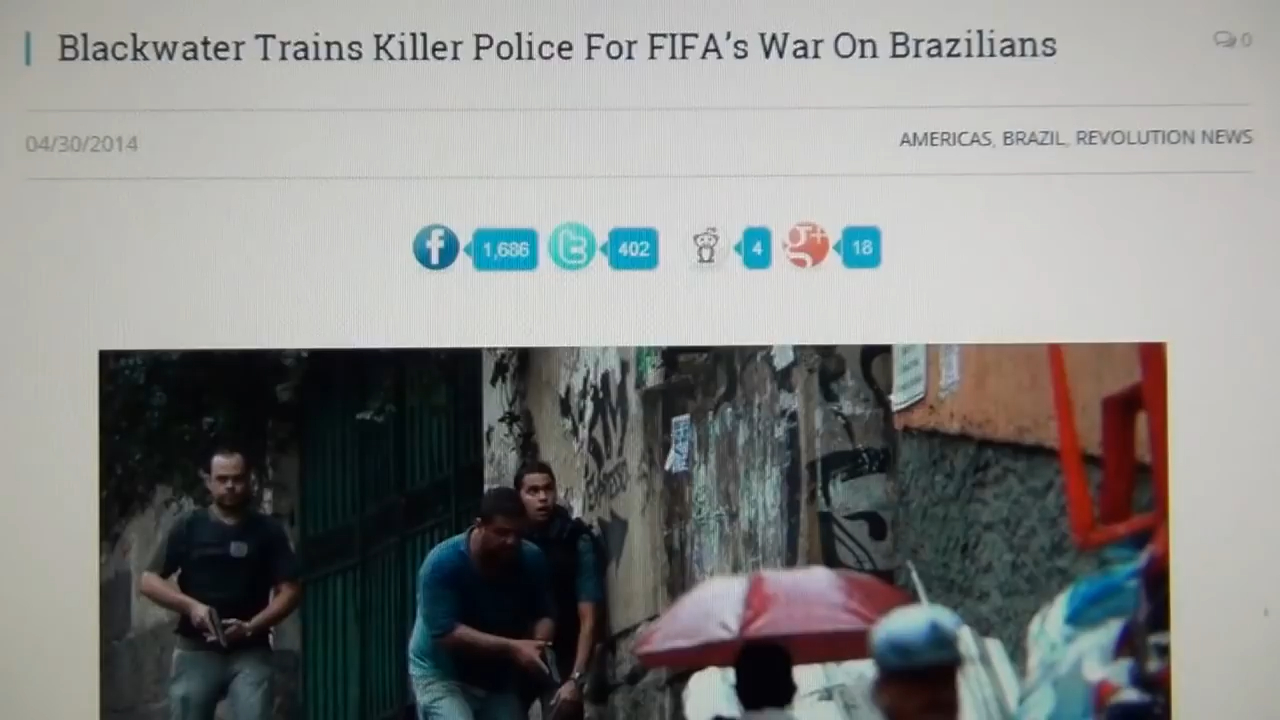 Blackwater Trains Killer Police For FIFA's War On Brazilians
0
04/30/2014
AMERICAS, BRAZIL, REVOLUTION NEWS
f 1,686 t 402 4 g+ 18